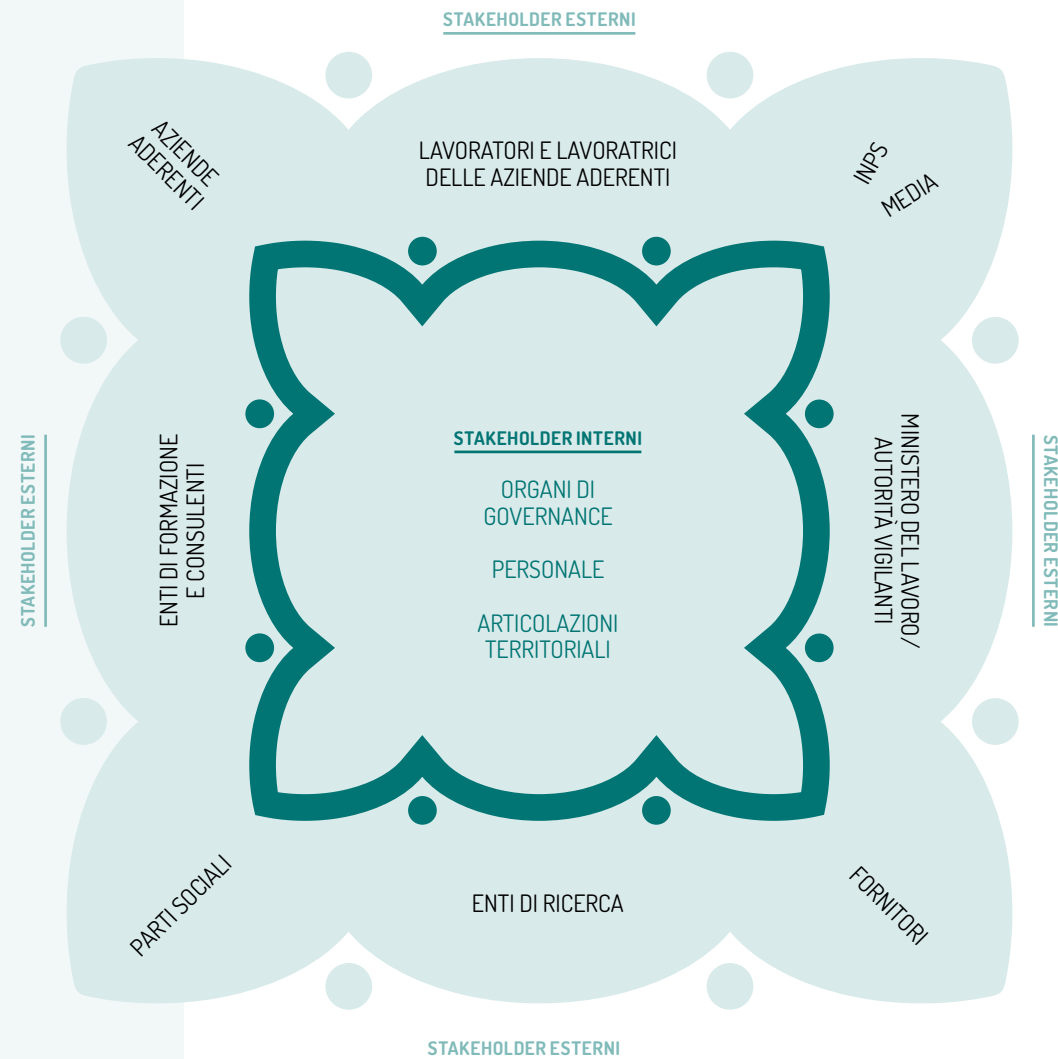 STAKEHOLDER ESTERNI
AZIENDE
ADERENTI
LAVORATORI E LAVORATRICI
DELLE AZIENDE ADERENTI
INPS
MEDIA
STAKEHOLDER ESTERNI
ENTI DI FORMAZIONE
E CONSULENTI
STAKEHOLDER INTERNI
ORGANI DI
GOVERNANCE
PERSONALE
ARTICOLAZIONI
TERRITORIALI
MINISTERO DEL LAVORO/
AUTORITÀ VIGILANTI
STAKEHOLDER ESTERNI
PARTI SOCIALI
ENTI DI RICERCA
FORNITORI
STAKEHOLDER ESTERNI